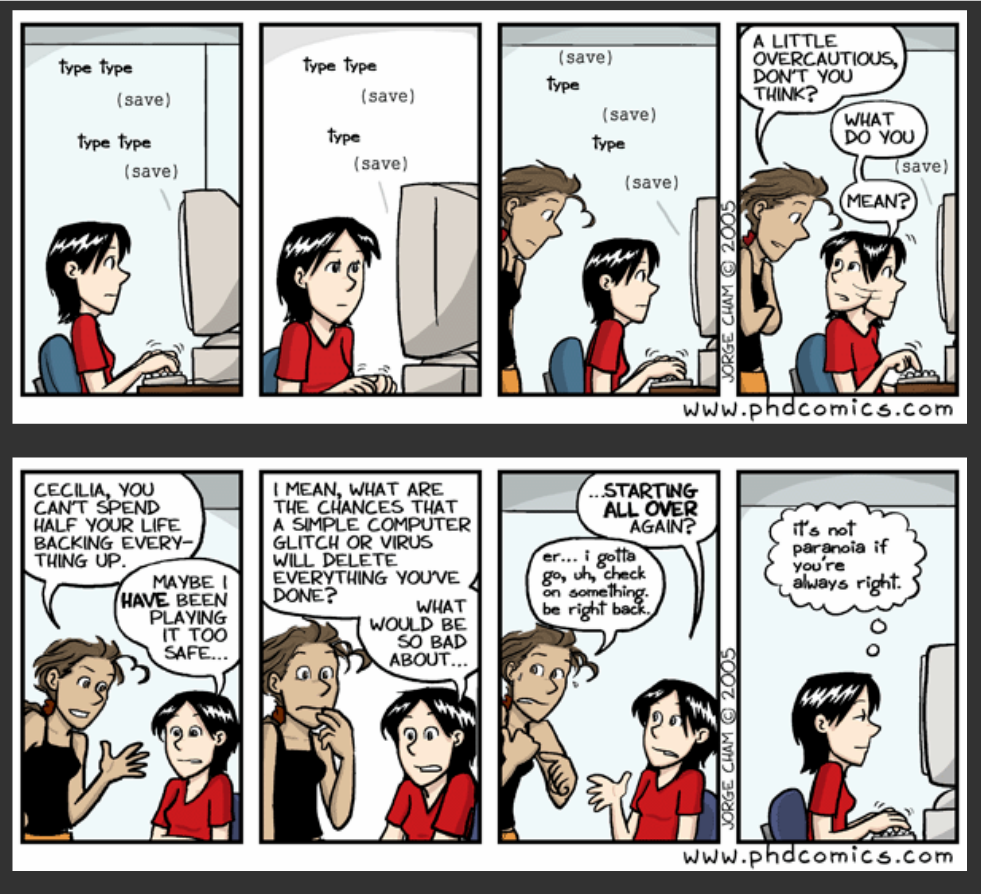 type type
(save)
type type
(save)
type type
(save)
type
(save)
(save)
type
(save)
type
(save)
A LITTLE
OVERCAUTIOUS,
DON'T YOU
THINK?
WHAT
DO YOU
(save)
MEAN?
JORGE CHAM © 2005
www.phdcomics.com
CECILIA, YOU
CAN'T SPEND
HALF YOUR LIFE
BACKING EVERY-
THING UP.
MAYBE I
HAVE BEEN
PLAYING
IT TOO
SAFE...
I MEAN, WHAT ARE
THE CHANCES THAT
A SIMPLE COMPUTER
GLITCH OR VIRUS
WILL DELETE
EVERYTHING YOU'VE
DONE?
WHAT
WOULD BE
SO BAD
ABOUT...
...STARTING
ALL OVER
AGAIN?
er... i gotta
go, uh, check
on something.
be right back.
it's not
paranoia if
you're
always right.
JORGE CHAM © 2005
www.phdcomics.com